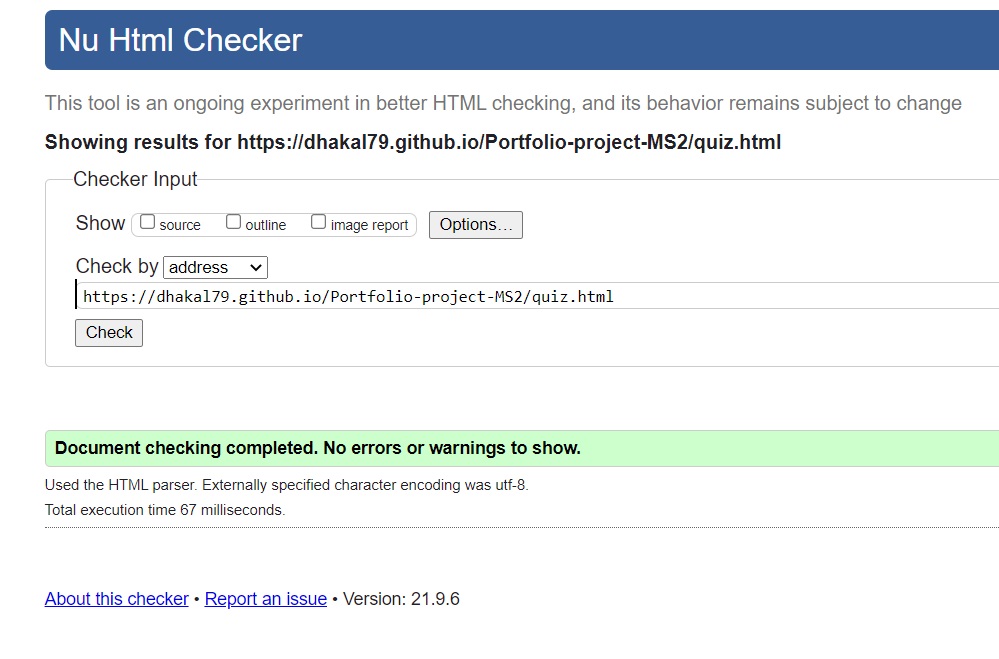 Nu Html Checker
This tool is an ongoing experiment in better HTML checking, and its behavior remains subject to change
Showing results for https://dhakal79.github.io/Portfolio-project-MS2/quiz.html
Checker Input
Show source outline image report Options...
Check by address
https://dhakal79.github.io/Portfolio-project-MS2/quiz.html
Check
Document checking completed. No errors or warnings to show.
Used the HTML parser. Externally specified character encoding was utf-8.
Total execution time 67 milliseconds.
About this checker • Report an issue • Version: 21.9.6